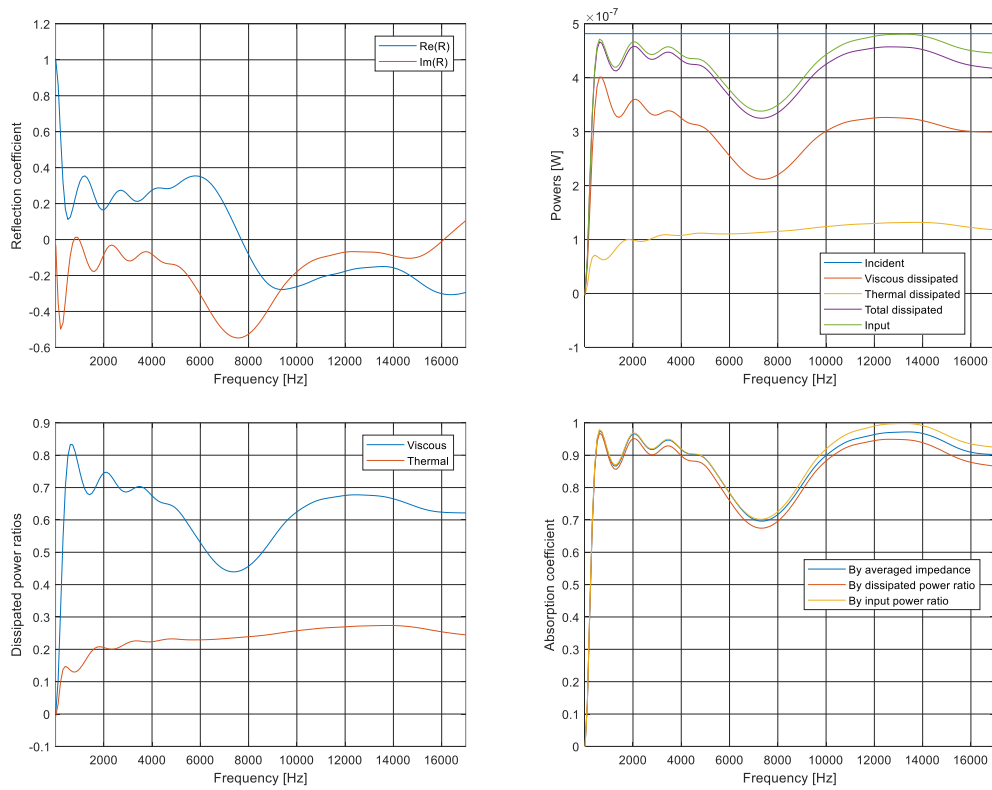 Reflection coefficient
1.2
1
0.8
0.6
0.4
0.2
0
-0.2
-0.4
-0.6
Re(R)
Im(R)
2000 4000 6000 8000 10000 12000 14000 16000
Frequency [Hz]
Powers [W]
×10-7
5
4
3
2
1
0
-1
Incident
Viscous dissipated
Thermal dissipated
Total dissipated
Input
2000 4000 6000 8000 10000 12000 14000 16000
Frequency [Hz]
Dissipated power ratios
0.9
0.8
0.7
0.6
0.5
0.4
0.3
0.2
0.1
0
-0.1
Viscous
Thermal
2000 4000 6000 8000 10000 12000 14000 16000
Frequency [Hz]
Absorption coefficient
1
0.9
0.8
0.7
0.6
0.5
0.4
0.3
0.2
0.1
0
By averaged impedance
By dissipated power ratio
By input power ratio
2000 4000 6000 8000 10000 12000 14000 16000
Frequency [Hz]